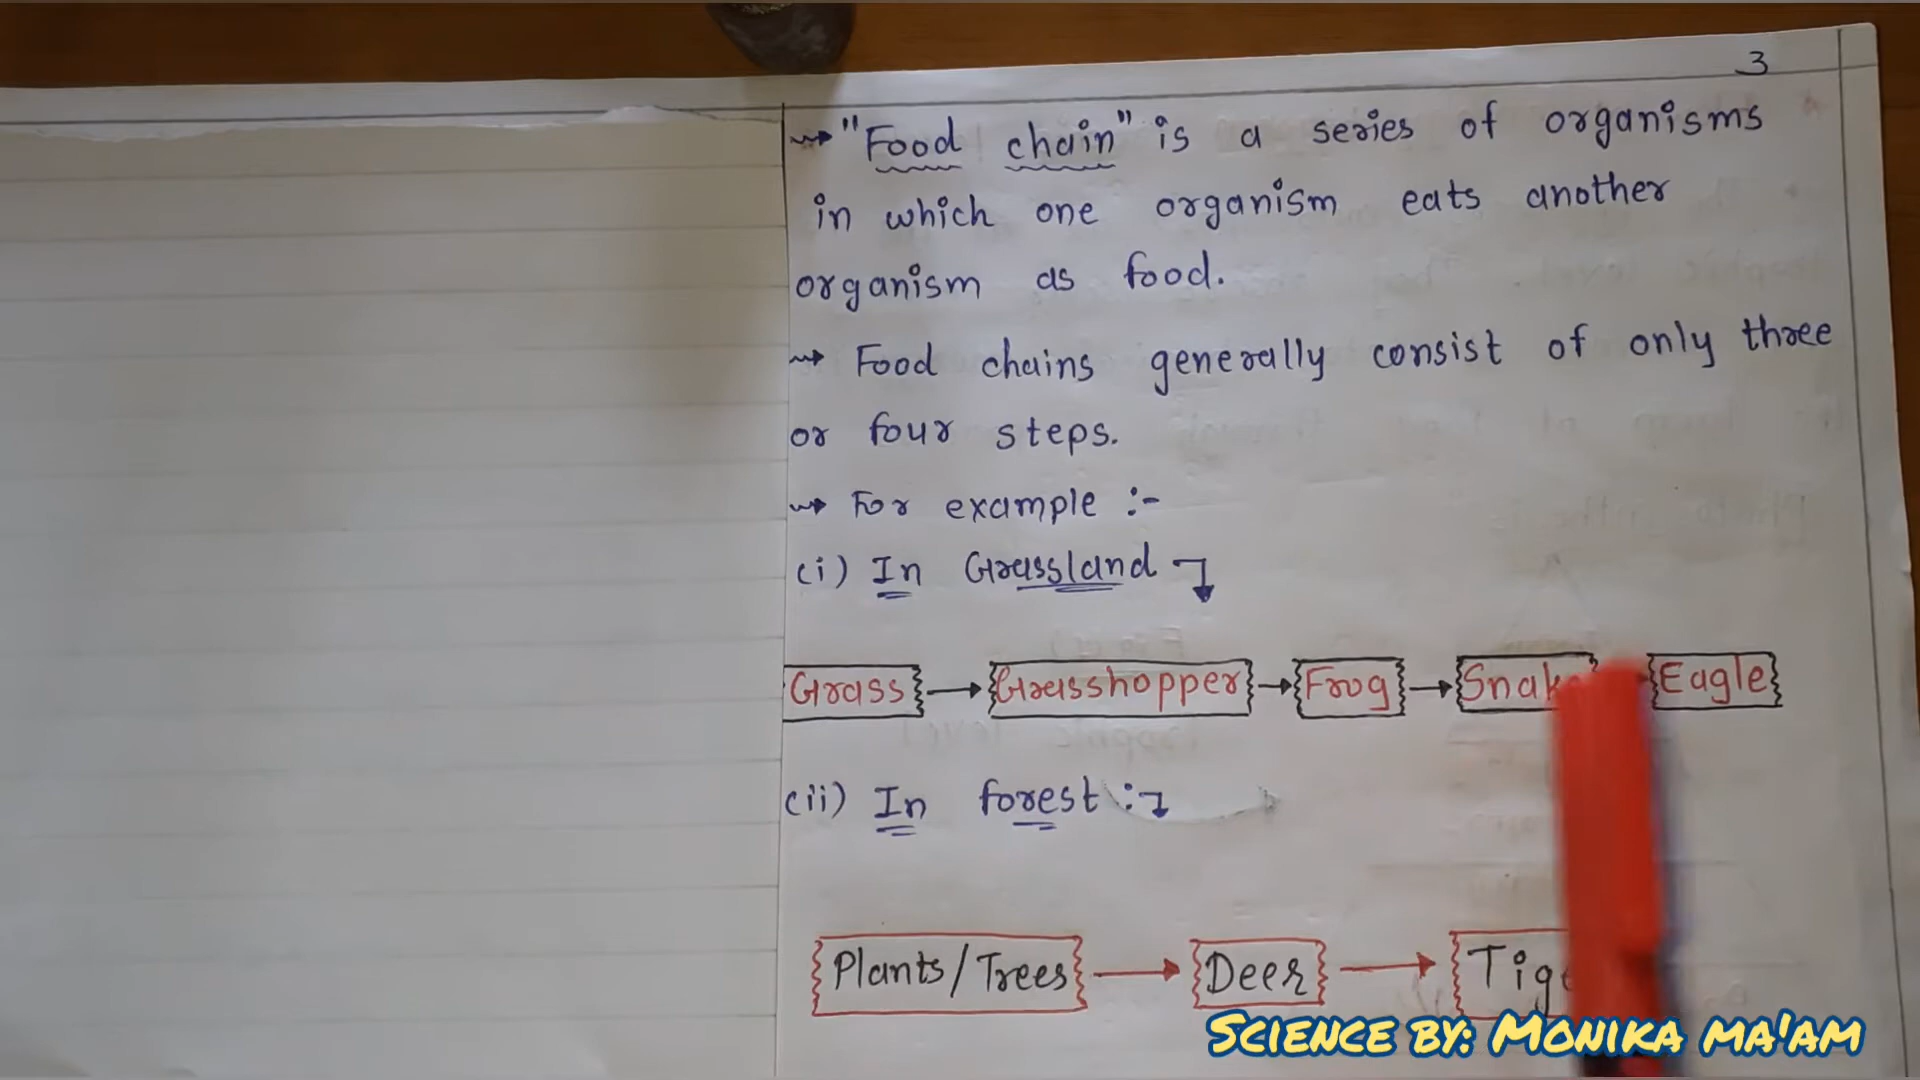 3
"Food chain" is a series of organisms
in which one organism eats another
organism as food.
Food chains generally consist of only three
or four steps.
For example :-
(i) In Grassland
Grass → Grasshopper → Frog → Snak Eagle
(ii) In forest :
Plants/Trees → Deer → Tig
SCIENCE BY: MONIKA MA'AM